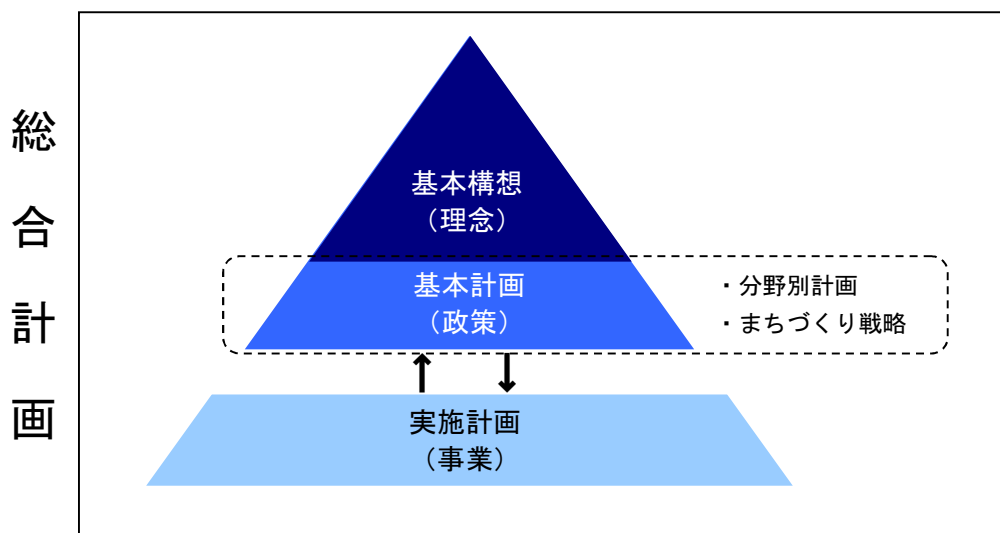 総合計画
基本構想
（理念）
基本計画
（政策）
・分野別計画
・まちづくり戦略
実施計画
（事業）